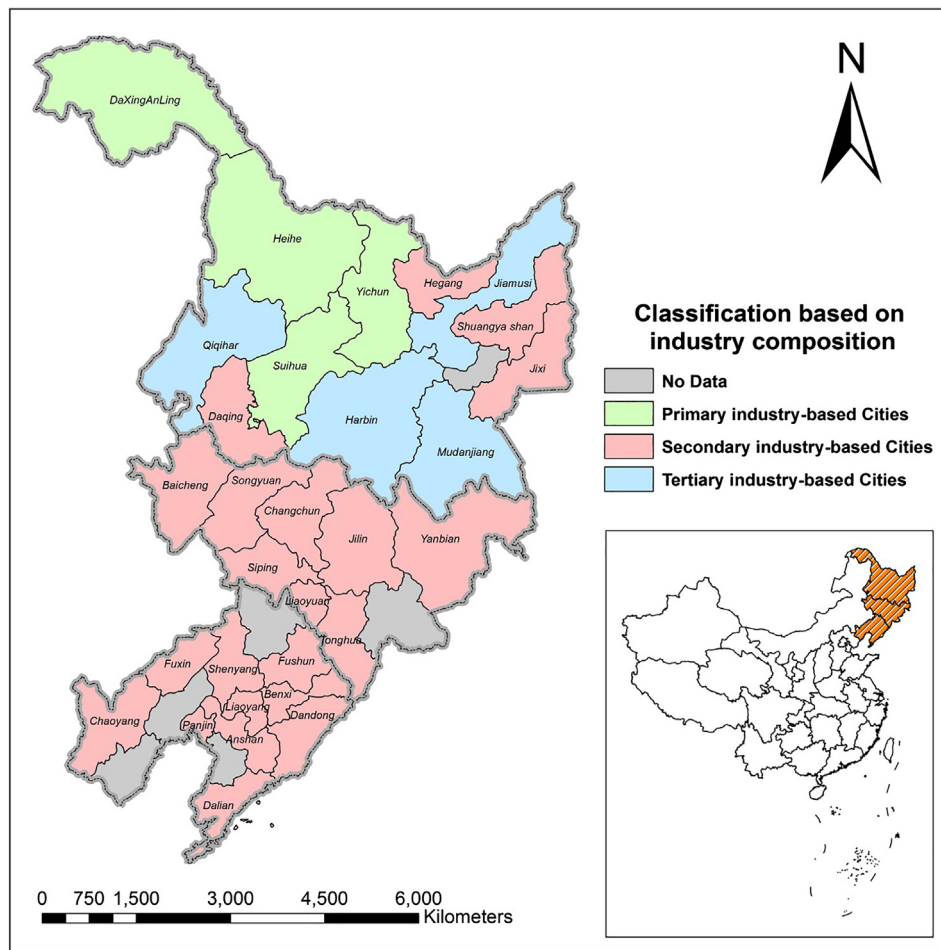 N
DaXingAnLing
Heihe
Yichun
Hegang
Jiamusi
Shuangya shan
Qiqihar
Suihua
Jixi
Daqing
Harbin
Mudanjiang
Baicheng
Songyuan
Changchun
Jilin
Yanbian
Siping
Liaoyuan
Tonghua
Fuxin
Shenyang
Fushun
Benxi
Chaoyang
Liaoyang
Panjin
Dandong
Anshan
Dalian
Classification based on
industry composition
No Data
Primary industry-based Cities
Secondary industry-based Cities
Tertiary industry-based Cities
0 750 1,500 3,000 4,500 6,000
Kilometers